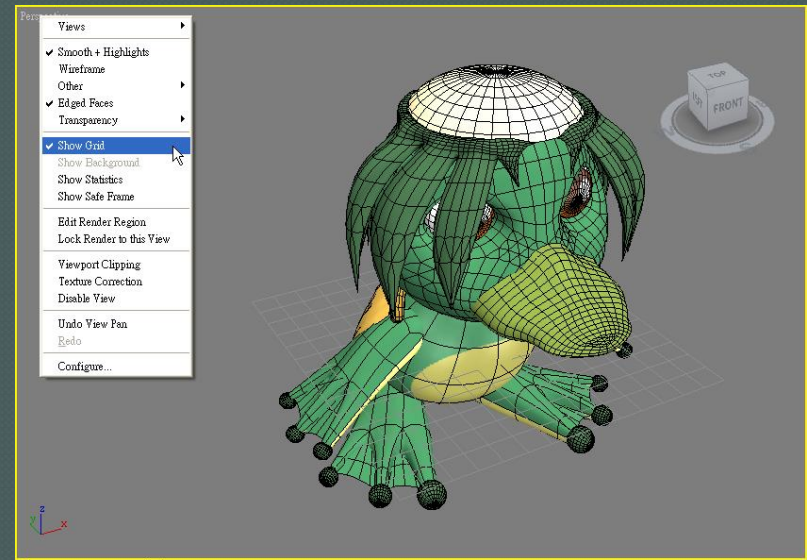 Views
Smooth + Highlights
Wireframe
Other
Edged Faces
Transparency
Show Grid
Show Background
Show Statistics
Show Safe Frame
Edit Render Region
Lock Render to this View
Viewport Clipping
Texture Correction
Disable View
Undo View Pan
Redo
Configure...
TOP
FRONT
z
y
x